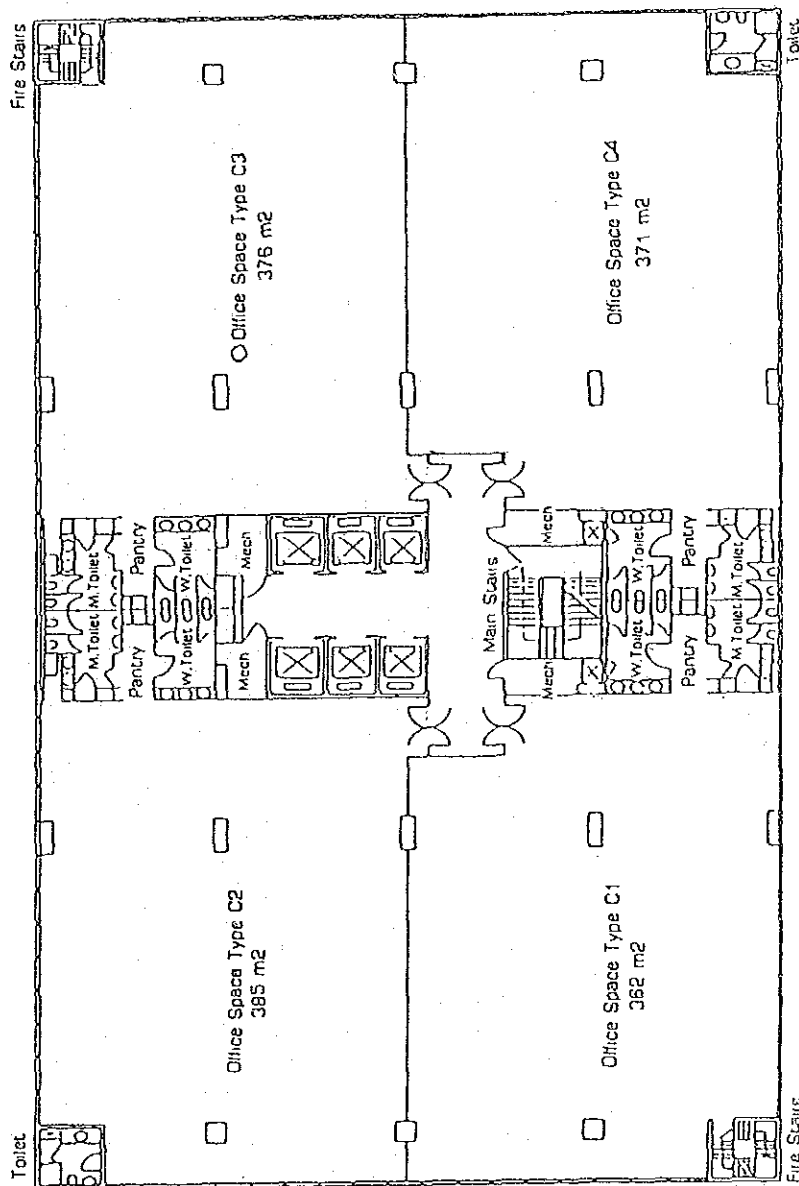 Toilet
Fire Stairs
Office Space Type C2
385 m2
M.Toilet
M.Toilet
Pantry
Pantry
W.Toilet
W.Toilet
Mech
Mech
Office Space Type C3
376 m2
Main Stairs
Mech
Mech
Office Space Type C1
362 m2
W.Toilet
W.Toilet
Pantry
Pantry
M.Toilet
M.Toilet
Office Space Type C4
371 m2
Fire Stairs
Toilet